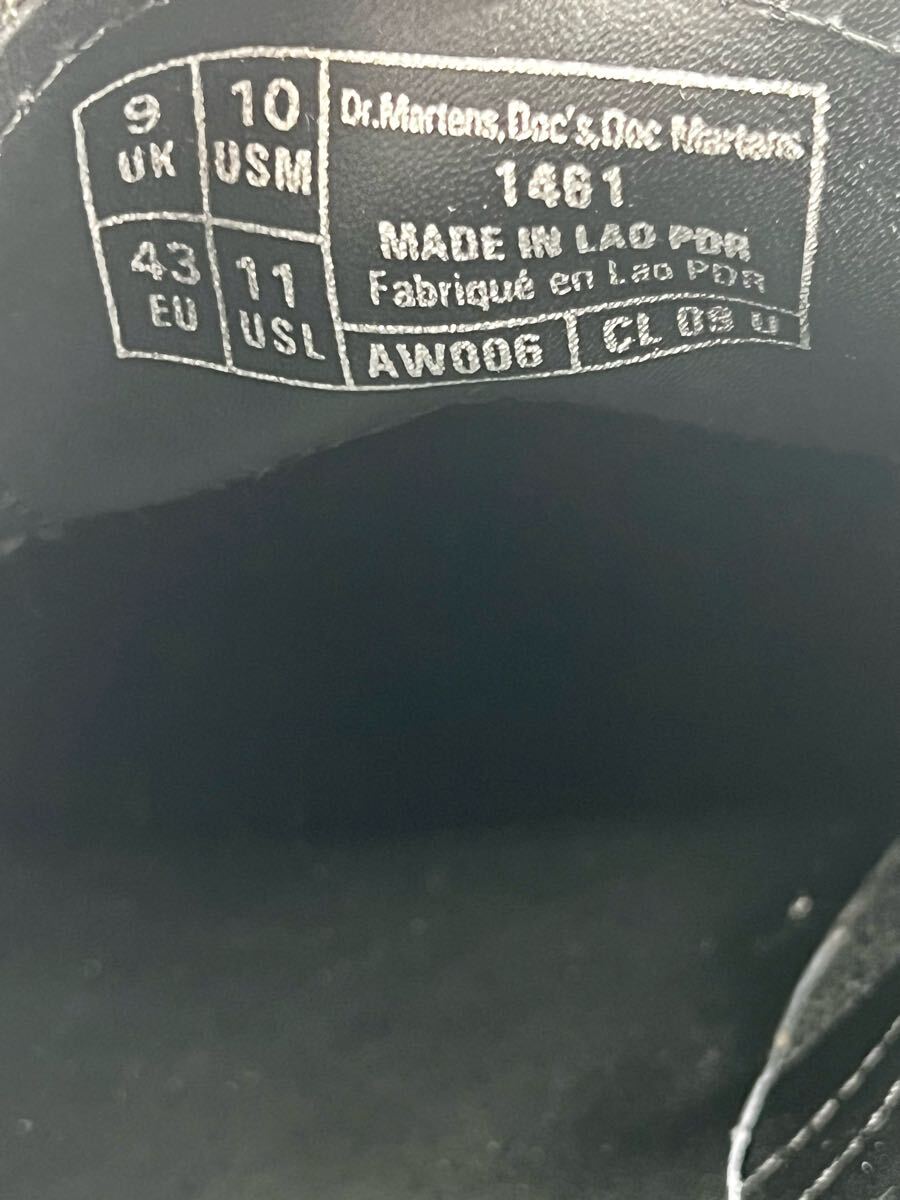 9 UK
10 USM
43 EU
11 USL
Dr.Martens,Doc's,Doc Martens
1461
MADE IN LAO PDR
Fabriqué en Lao PDR
AW006
CL 09 U